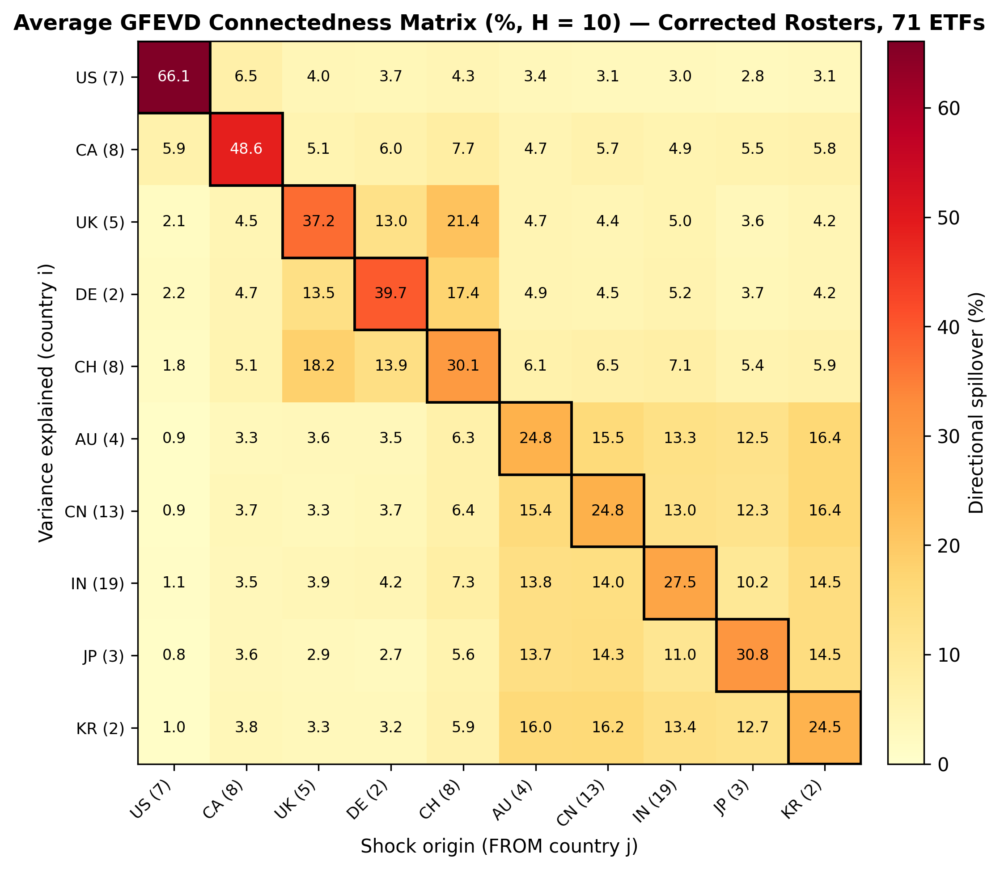 Average GFEVD Connectedness Matrix (%, H = 10) — Corrected Rosters, 71 ETFs
US (7) 66.1 6.5 4.0 3.7 4.3 3.4 3.1 3.0 2.8 3.1
CA (8) 5.9 48.6 5.1 6.0 7.7 4.7 5.7 4.9 5.5 5.8
UK (5) 2.1 4.5 37.2 13.0 21.4 4.7 4.4 5.0 3.6 4.2
DE (2) 2.2 4.7 13.5 39.7 17.4 4.9 4.5 5.2 3.7 4.2
CH (8) 1.8 5.1 18.2 13.9 30.1 6.1 6.5 7.1 5.4 5.9
AU (4) 0.9 3.3 3.6 3.5 6.3 24.8 15.5 13.3 12.5 16.4
CN (13) 0.9 3.7 3.3 3.7 6.4 15.4 24.8 13.0 12.3 16.4
IN (19) 1.1 3.5 3.9 4.2 7.3 13.8 14.0 27.5 10.2 14.5
JP (3) 0.8 3.6 2.9 2.7 5.6 13.7 14.3 11.0 30.8 14.5
KR (2) 1.0 3.8 3.3 3.2 5.9 16.0 16.2 13.4 12.7 24.5
US (7) CA (8) UK (5) DE (2) CH (8) AU (4) CN (13) IN (19) JP (3) KR (2)
Shock origin (FROM country j)
Variance explained (country i)
60
50
40
30
20
10
0
Directional spillover (%)